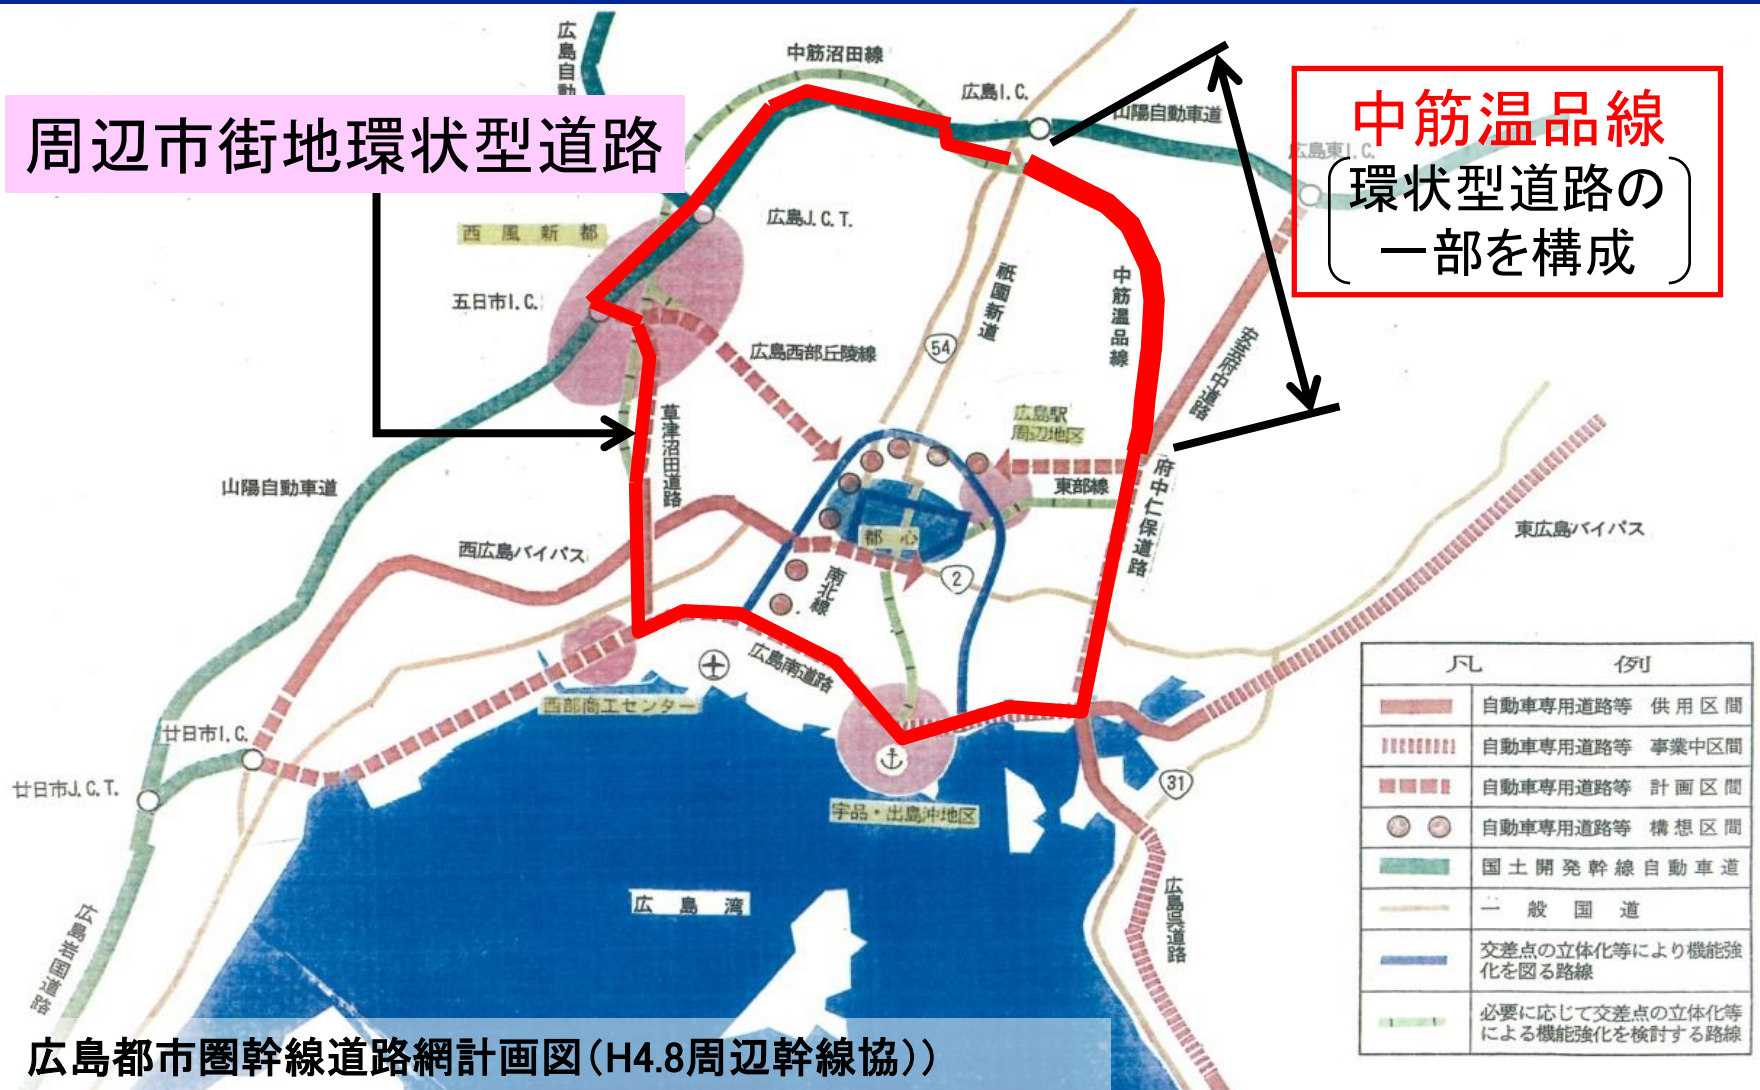 広島自動
中筋沼田線
広島I.C.
山陽自動車道
広島東I.C.
周辺市街地環状型道路
中筋温品線
環状型道路の
一部を構成
西風新都
広島J.C.T.
五日市I.C.
祇園新道
中筋温品線
広島西部丘陵線
54
安芸府中道路
草津沼田道路
広島駅
周辺地区
東部線
府中仁保道路
山陽自動車道
西広島バイパス
都心
南北線
2
東広島バイパス
広島南道路
西部商工センター
廿日市I.C.
廿日市J.C.T.
宇品・出島沖地区
31
広島湾
広島呉道路
広島岩国道路
凡例
自動車専用道路等 供用区間
自動車専用道路等 事業中区間
自動車専用道路等 計画区間
自動車専用道路等 構想区間
国土開発幹線自動車道
一般国道
交差点の立体化等により機能強
化を図る路線
必要に応じて交差点の立体化等
による機能強化を検討する路線
広島都市圏幹線道路網計画図(H4.8周辺幹線協))